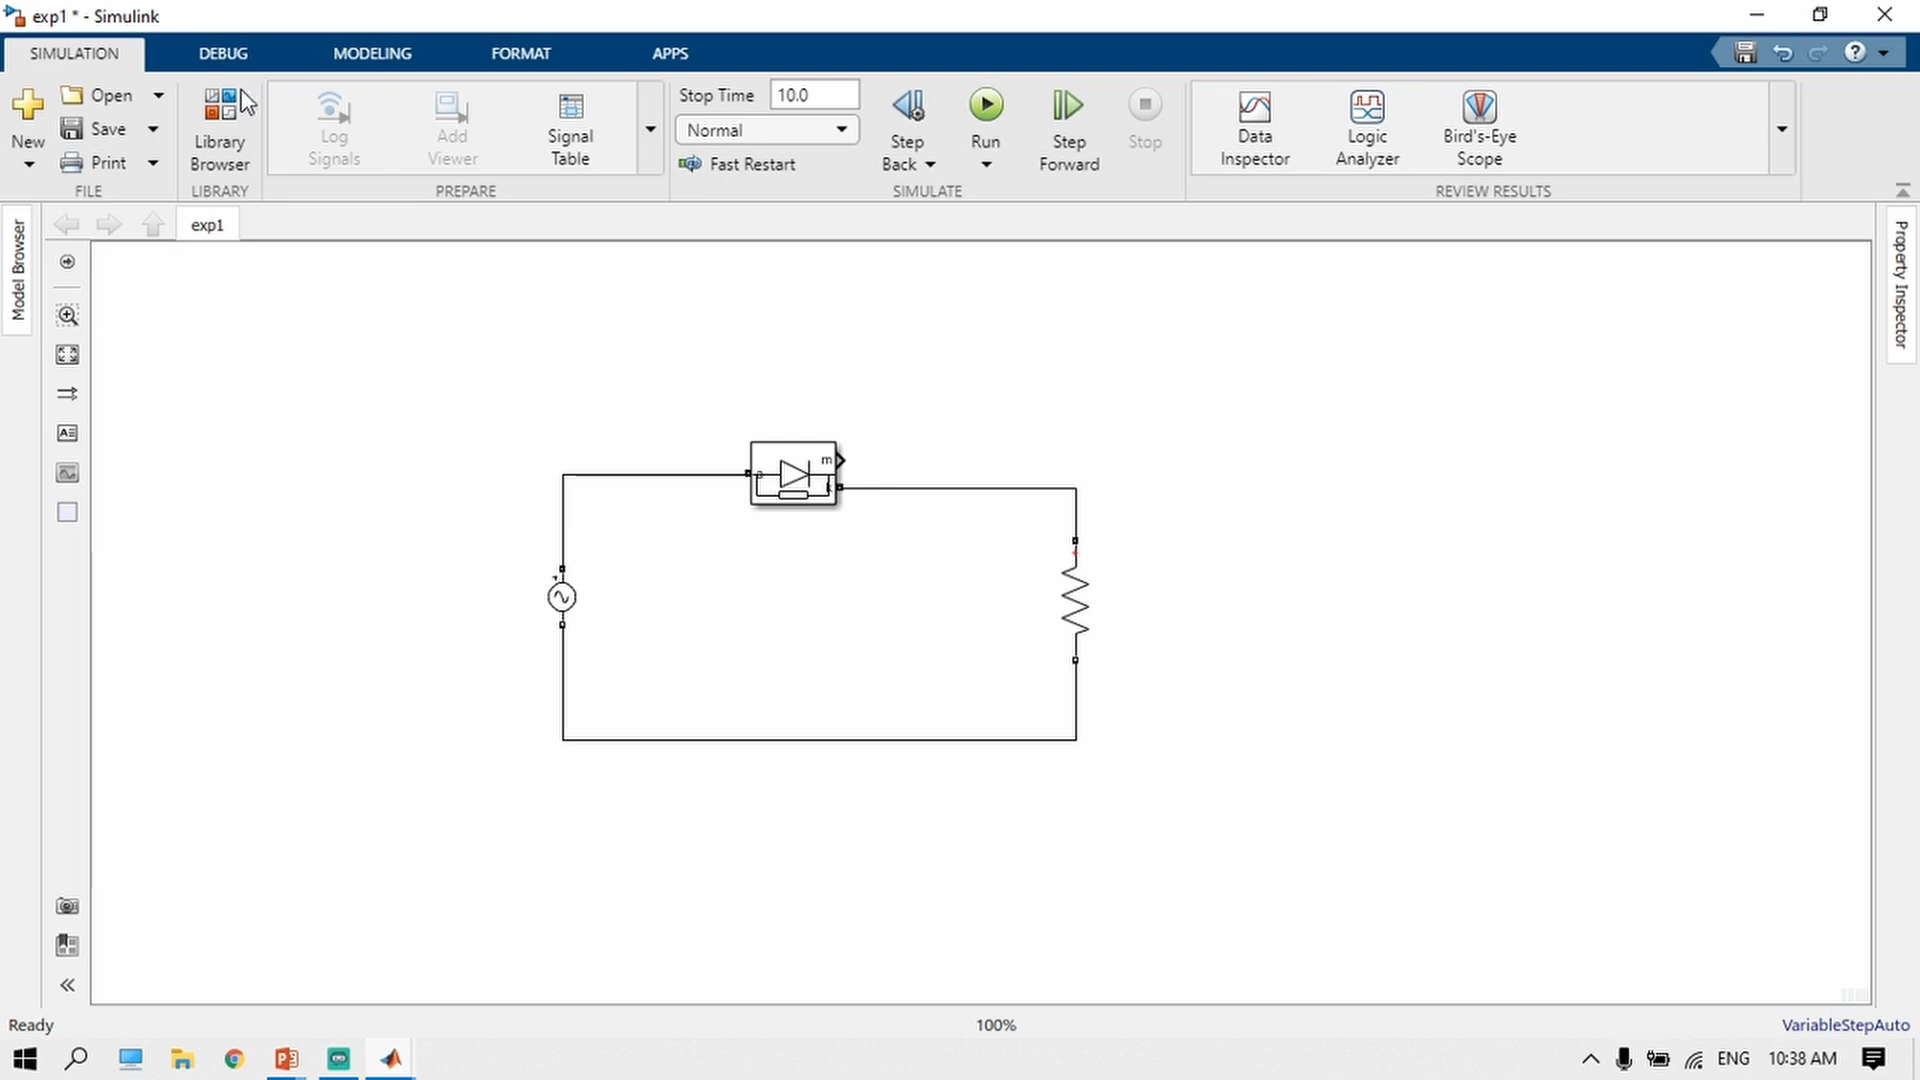 exp1 * - Simulink
SIMULATION
DEBUG
MODELING
FORMAT
APPS
New
Open
Save
Print
FILE
Library
Browser
LIBRARY
Log
Signals
Add
Viewer
Signal
Table
PREPARE
Stop Time
10.0
Normal
Fast Restart
Step
Back
Run
Step
Forward
Stop
SIMULATE
Data
Inspector
Logic
Analyzer
Bird's-Eye
Scope
REVIEW RESULTS
Model Browser
exp1
Property Inspector
m
a
k
Ready
100%
VariableStepAuto
ENG
10:38 AM